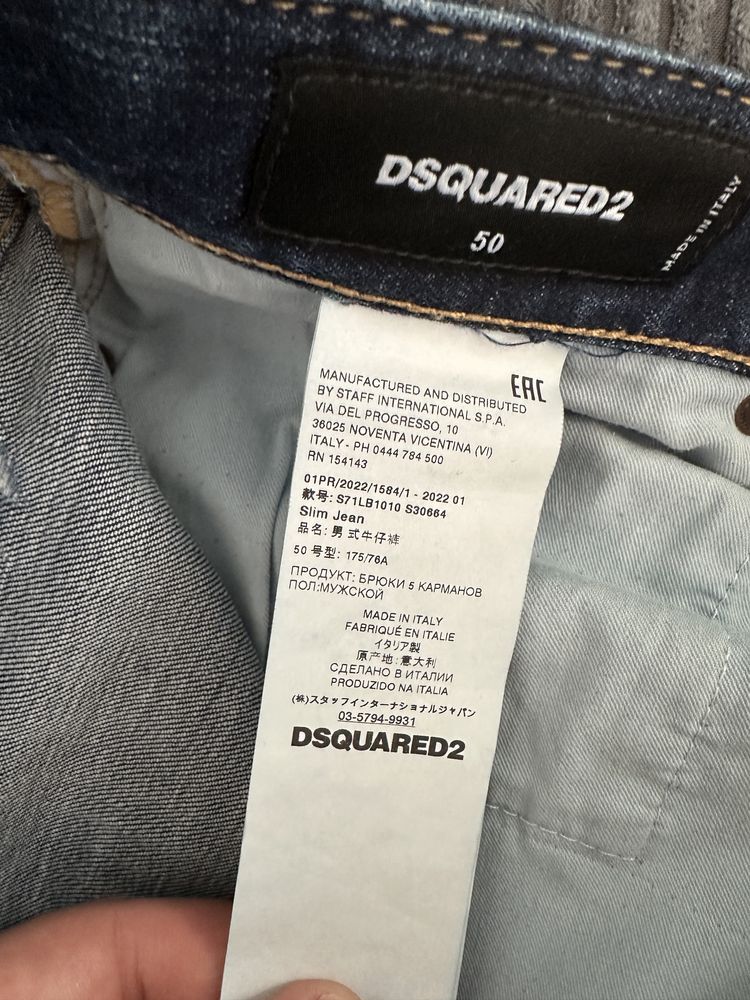 DSQUARED2
50
MADE IN ITALY
EAC
MANUFACTURED AND DISTRIBUTED
BY STAFF INTERNATIONAL S.P.A.
VIA DEL PROGRESSO, 10
36025 NOVENTA VICENTINA (VI)
ITALY - PH 0444 784 500
RN 154143
01PR/2022/1584/1 - 2022 01
款号: S71LB1010 S30664
Slim Jean
品名: 男式牛仔裤
50 号型: 175/76A
ПРОДУКТ: БРЮКИ 5 КАРМАНОВ
ПОЛ:МУЖСКОЙ
MADE IN ITALY
FABRIQUÉ EN ITALIE
イタリア製
原产地:意大利
СДЕЛАНО В ИТАЛИИ
PRODUZIDO NA ITALIA
(株)スタッフインターナショナルジャパン
03-5794-9931
DSQUARED2